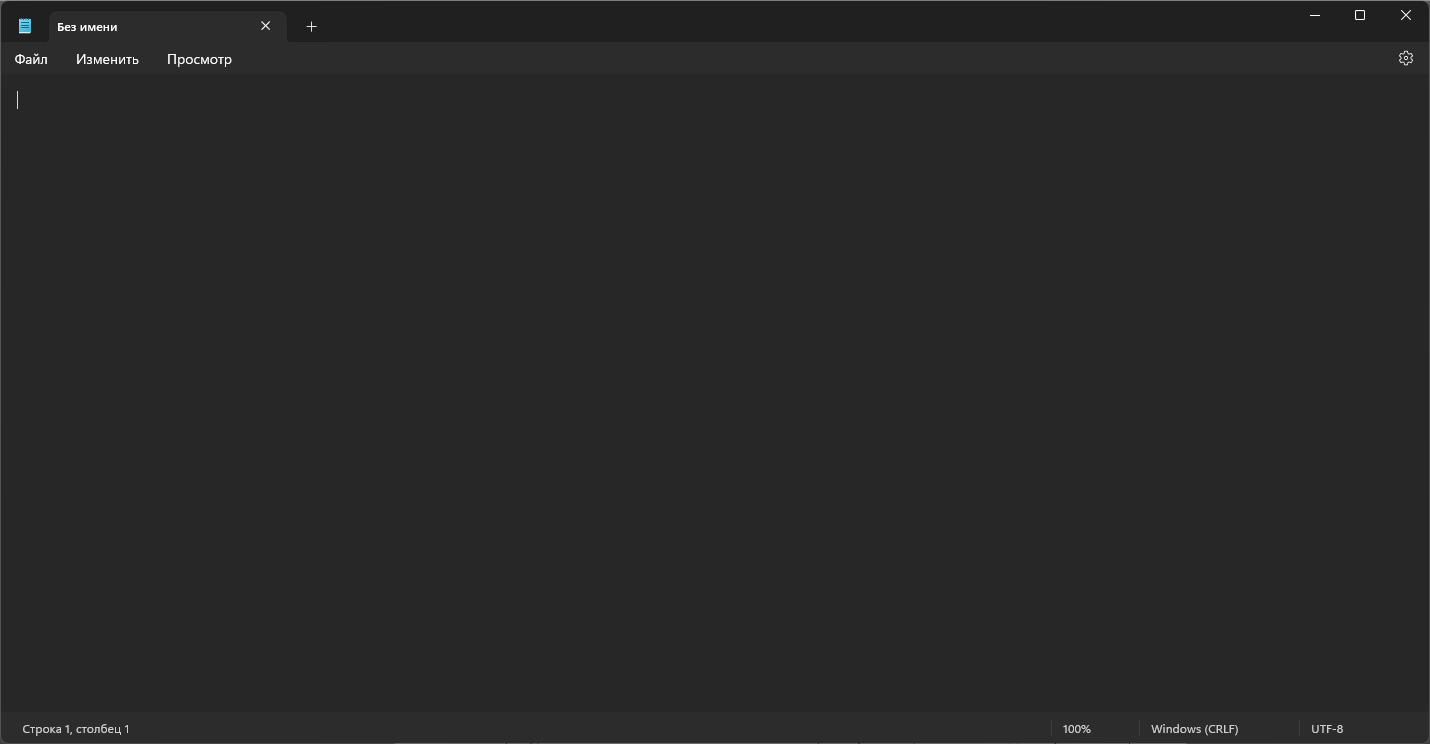 Без имени
Файл Изменить Просмотр
Строка 1, столбец 1 100% Windows (CRLF) UTF-8